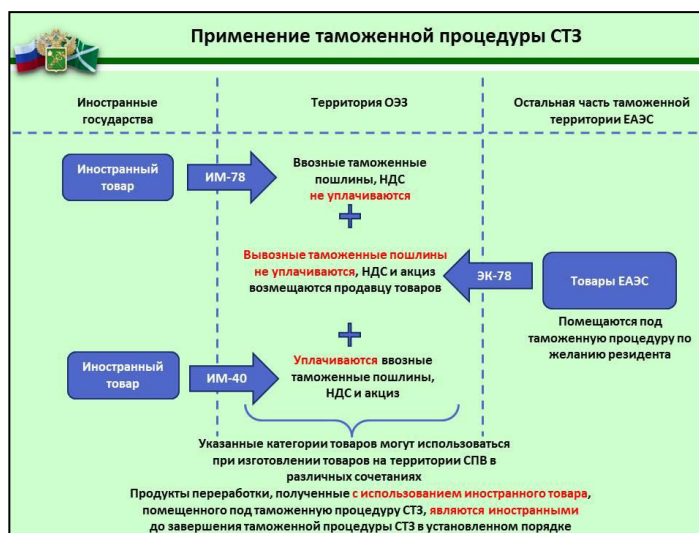 Применение таможенной процедуры СТЗ
Иностранные
государства
Территория ОЭЗ
Остальная часть таможенной
территории ЕАЭС
Иностранный
товар
ИМ-78
Ввозные таможенные
пошлины, НДС
не уплачиваются
Вывозные таможенные пошлины
не уплачиваются, НДС и акциз
возмещаются продавцу товаров
ЭК-78
Товары ЕАЭС
Помещаются под
таможенную процедуру по
желанию резидента
Иностранный
товар
ИМ-40
Уплачиваются ввозные
таможенные пошлины,
НДС и акциз
Указанные категории товаров могут использоваться
при изготовлении товаров на территории СПВ в
различных сочетаниях
Продукты переработки, полученные с использованием иностранного товара,
помещенного под таможенную процедуру СТЗ, являются иностранными
до завершения таможенной процедуры СТЗ в установленном порядке